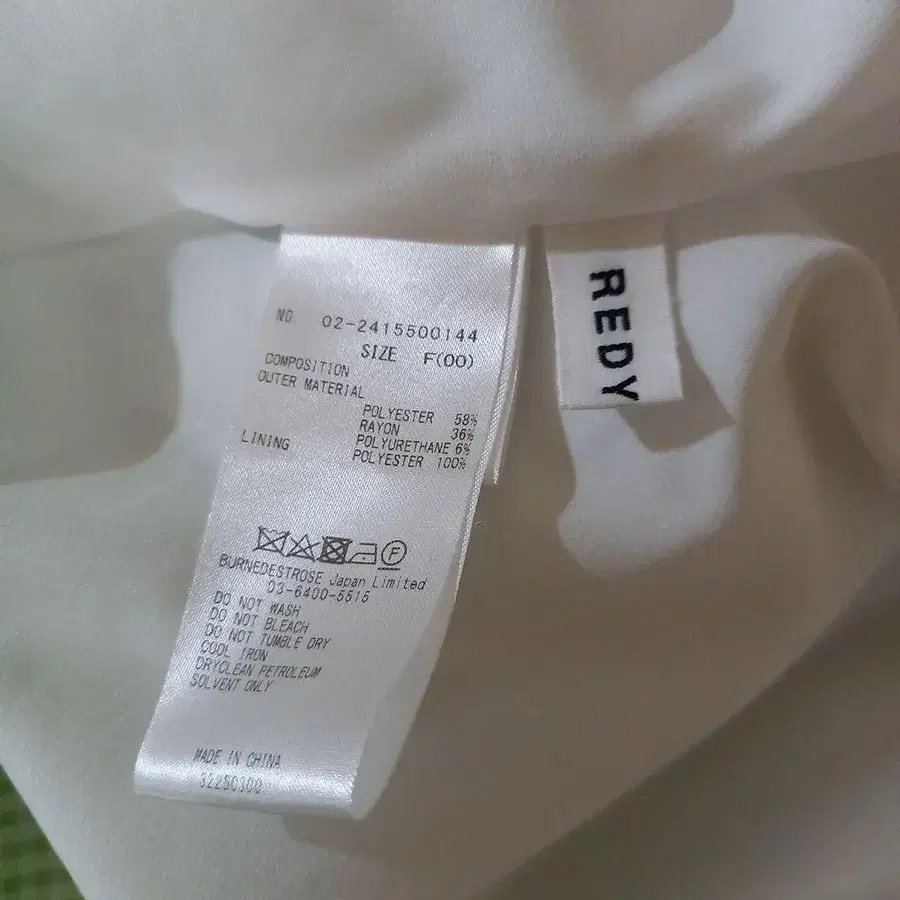 NO 02-2415500144
SIZE F(00)
COMPOSITION
OUTER MATERIAL
POLYESTER 58%
RAYON 36%
POLYURETHANE 6%
LINING POLYESTER 100%
F
BURNEDESTROSE Japan Limited
03-6400-5515
DO NOT WASH
DO NOT BLEACH
DO NOT TUMBLE DRY
COOL IRON
DRYCLEAN PETROLEUM
SOLVENT ONLY
MADE IN CHINA
32250300
REDY